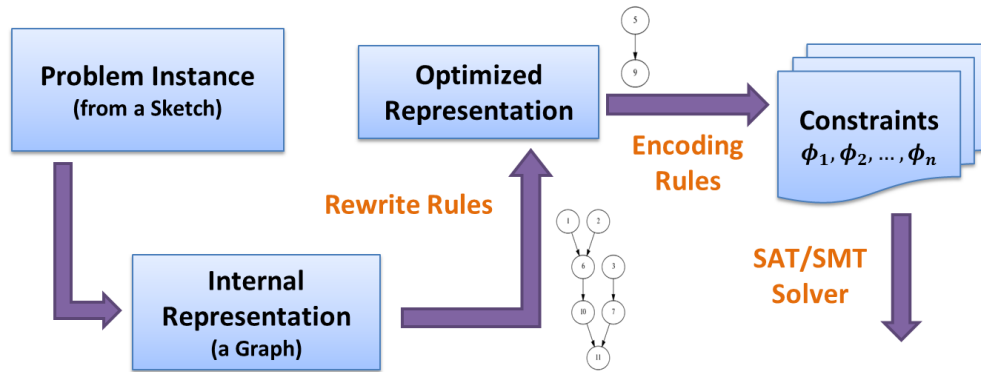 Problem Instance
(from a Sketch)
Internal
Representation
(a Graph)
Rewrite Rules
Optimized
Representation
1
2
6
3
10
7
11
5
9
Encoding
Rules
Constraints
ϕ₁, ϕ₂, … , ϕₙ
SAT/SMT
Solver